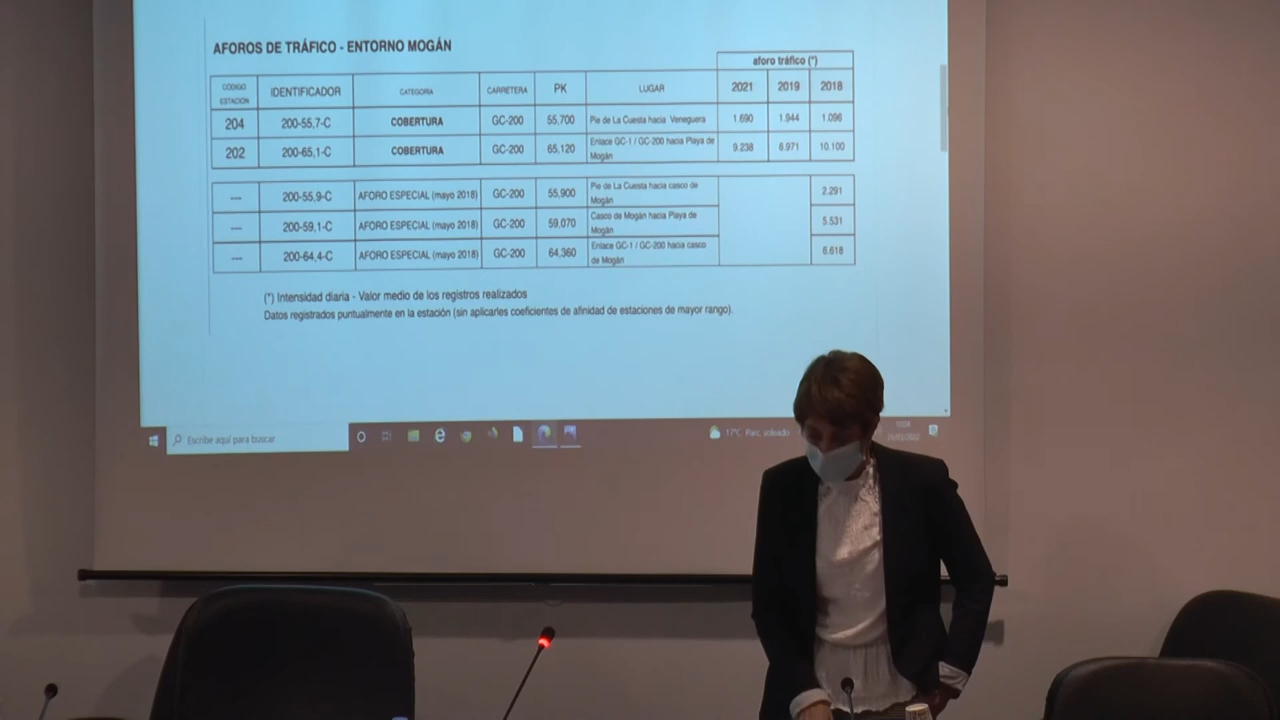 AFOROS DE TRÁFICO - ENTORNO MOGÁN
aforo tráfico (*)
CÓDIGO ESTACIÓN IDENTIFICADOR CATEGORÍA CARRETERA PK LUGAR 2021 2019 2018
204 200-55,7-C COBERTURA GC-200 55,700 Pie de La Cuesta hacia Veneguera 1.690 1.944 1.096
202 200-65,1-C COBERTURA GC-200 65,120 Enlace GC-1 / GC-200 hacia Playa de Mogán 9.238 8.971 10.100
--- 200-55,9-C AFORO ESPECIAL (mayo 2018) GC-200 55,900 Pie de La Cuesta hacia casco de Mogán 2.291
--- 200-59,1-C AFORO ESPECIAL (mayo 2018) GC-200 59,070 Casco de Mogán hacia Playa de Mogán 5.531
--- 200-64,4-C AFORO ESPECIAL (mayo 2018) GC-200 64,360 Enlace GC-1 / GC-200 hacia casco de Mogán 6.618
(*) Intensidad diaria - Valor medio de los registros realizados
Datos registrados puntualmente en la estación (sin aplicarles coeficientes de afinidad de estaciones de mayor rango).
Escribe aquí para buscar
17°C Parc. soleado